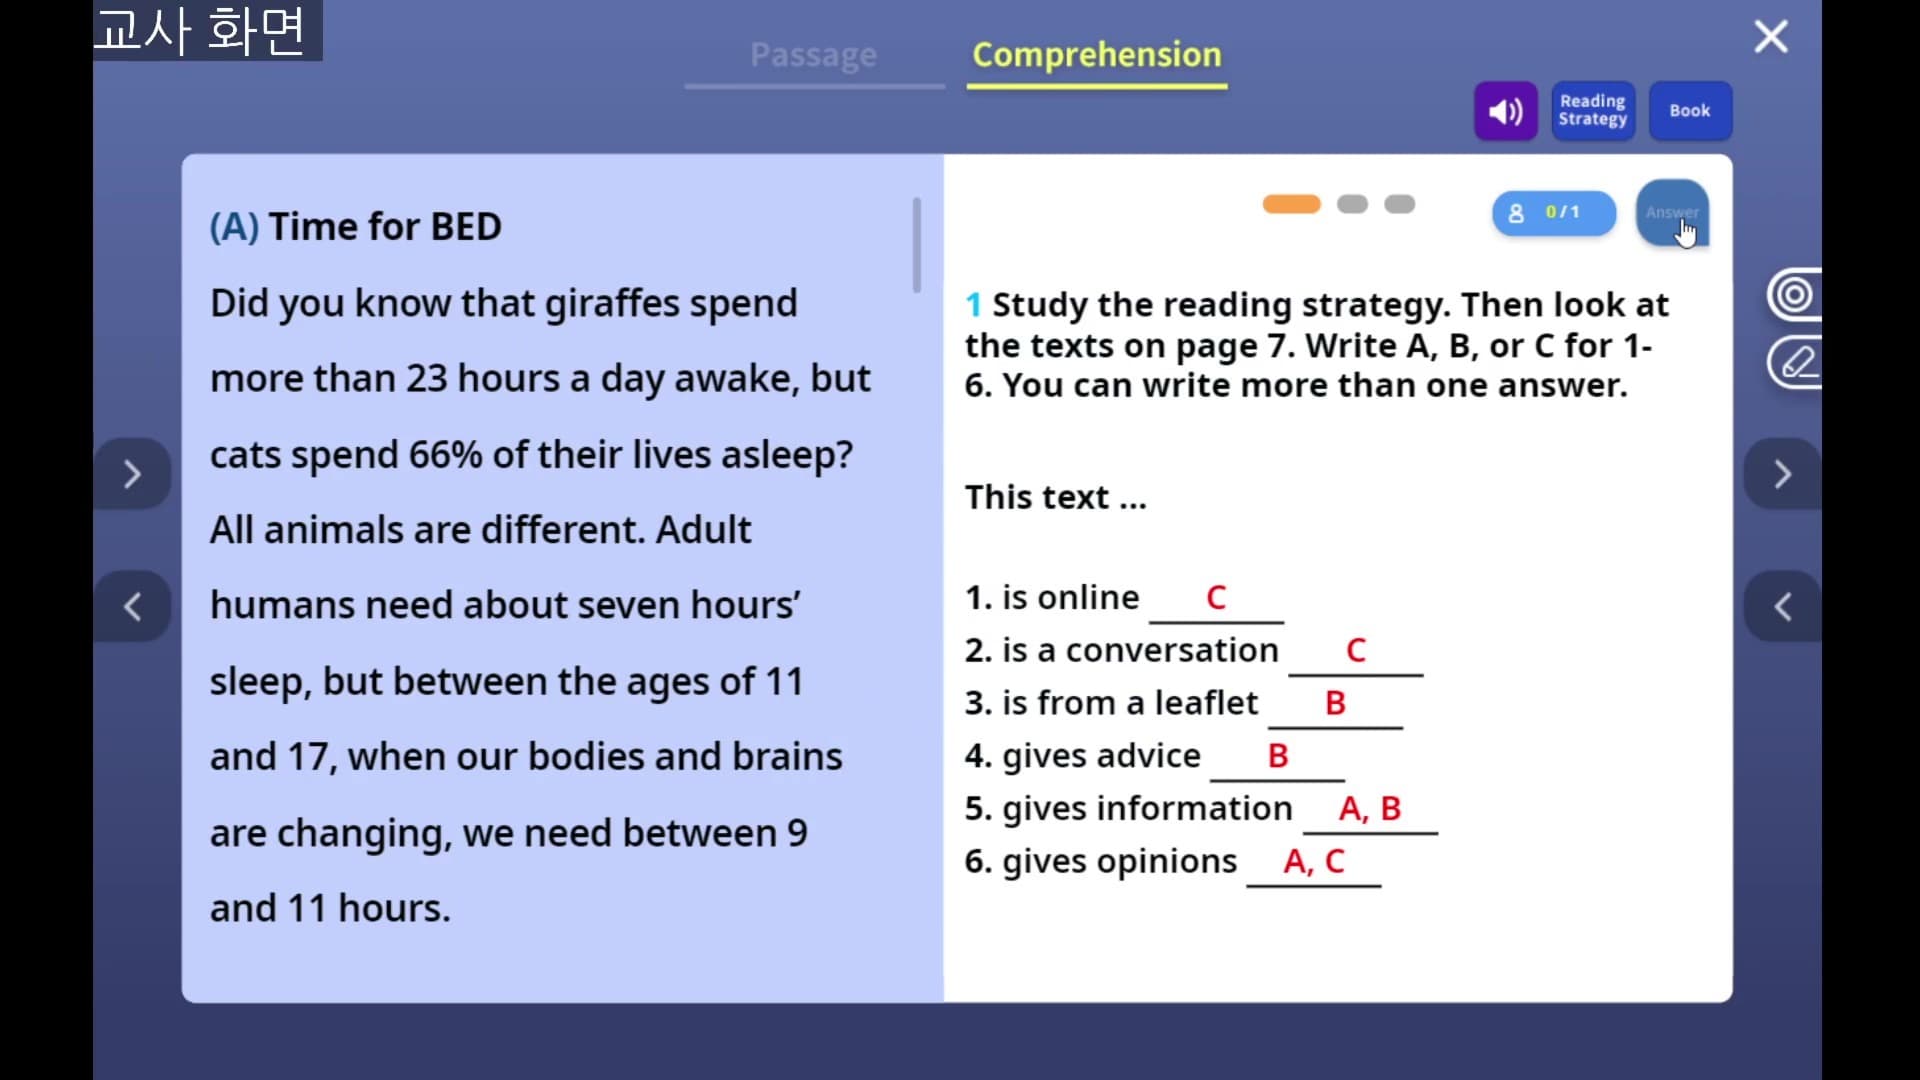 교사 화면
Passage
Comprehension
Reading
Strategy
Book
(A) Time for BED
Did you know that giraffes spend
more than 23 hours a day awake, but
cats spend 66% of their lives asleep?
All animals are different. Adult
humans need about seven hours’
sleep, but between the ages of 11
and 17, when our bodies and brains
are changing, we need between 9
and 11 hours.
0/1
Answer
1 Study the reading strategy. Then look at
the texts on page 7. Write A, B, or C for 1-
6. You can write more than one answer.
This text ...
1. is online C
2. is a conversation C
3. is from a leaflet B
4. gives advice B
5. gives information A, B
6. gives opinions A, C